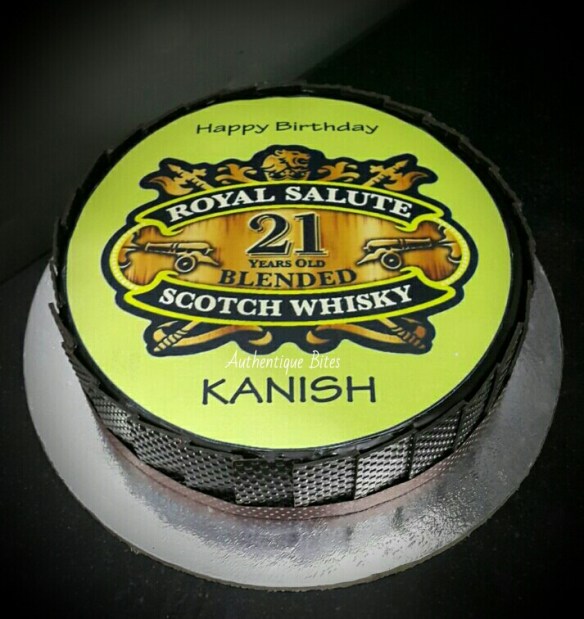 Happy Birthday
ROYAL SALUTE
21
YEARS OLD
BLENDED
SCOTCH WHISKY
Authentique Bites
KANISH